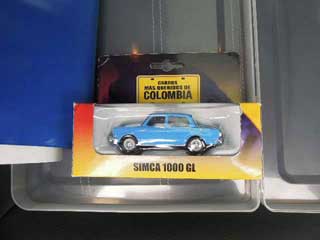 CARROS
MÁS QUERIDOS DE
COLOMBIA
SIMCA 1000 GL